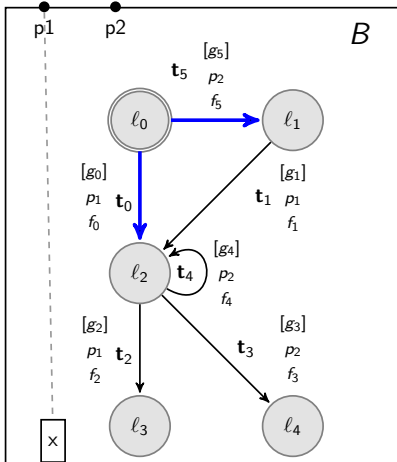 p1 p2
B
[g₅]
t₅ p₂
f₅
ℓ₀ ℓ₁
[g₀]
p₁ t₀
f₀
[g₁]
t₁ p₁
f₁
ℓ₂
[g₄]
t₄ p₂
f₄
[g₂]
p₁ t₂
f₂
[g₃]
t₃ p₂
f₃
x ℓ₃ ℓ₄